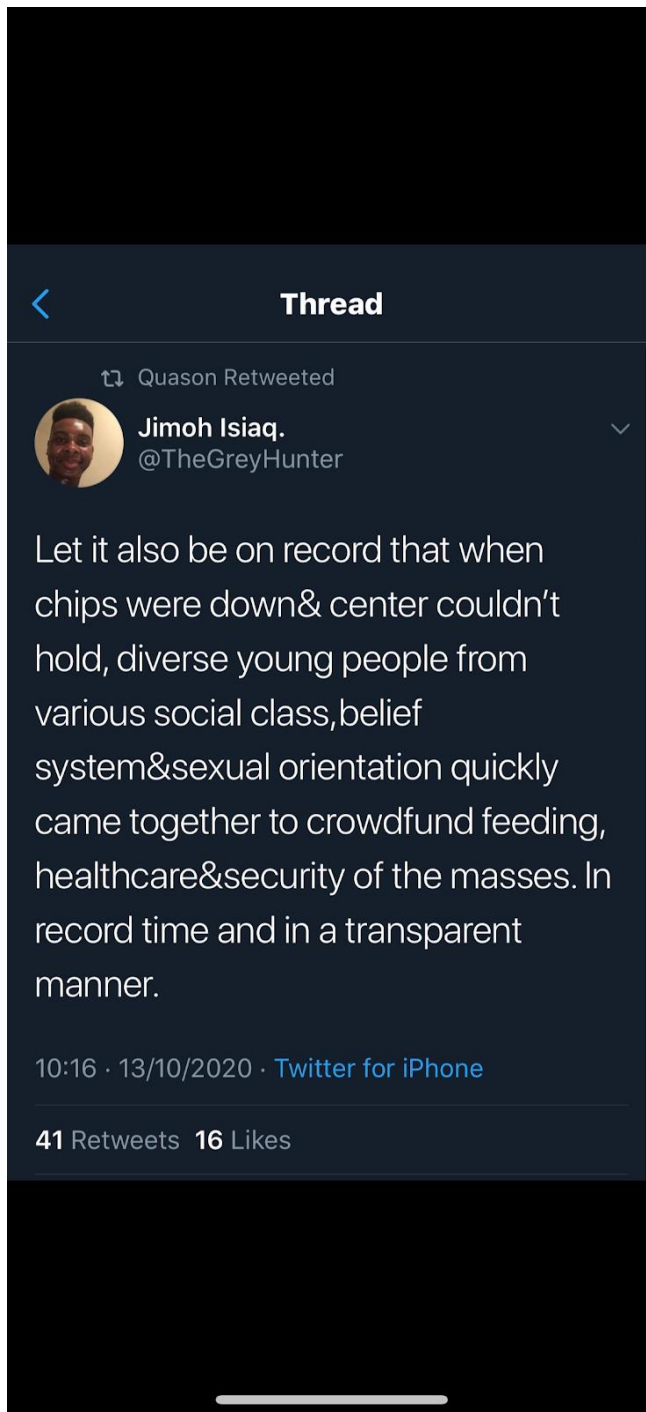 Thread
Quason Retweeted
Jimoh Isiaq.
@TheGreyHunter
Let it also be on record that when
chips were down& center couldn't
hold, diverse young people from
various social class,belief
system&sexual orientation quickly
came together to crowdfund feeding,
healthcare&security of the masses. In
record time and in a transparent
manner.
10:16 · 13/10/2020 · Twitter for iPhone
41 Retweets 16 Likes